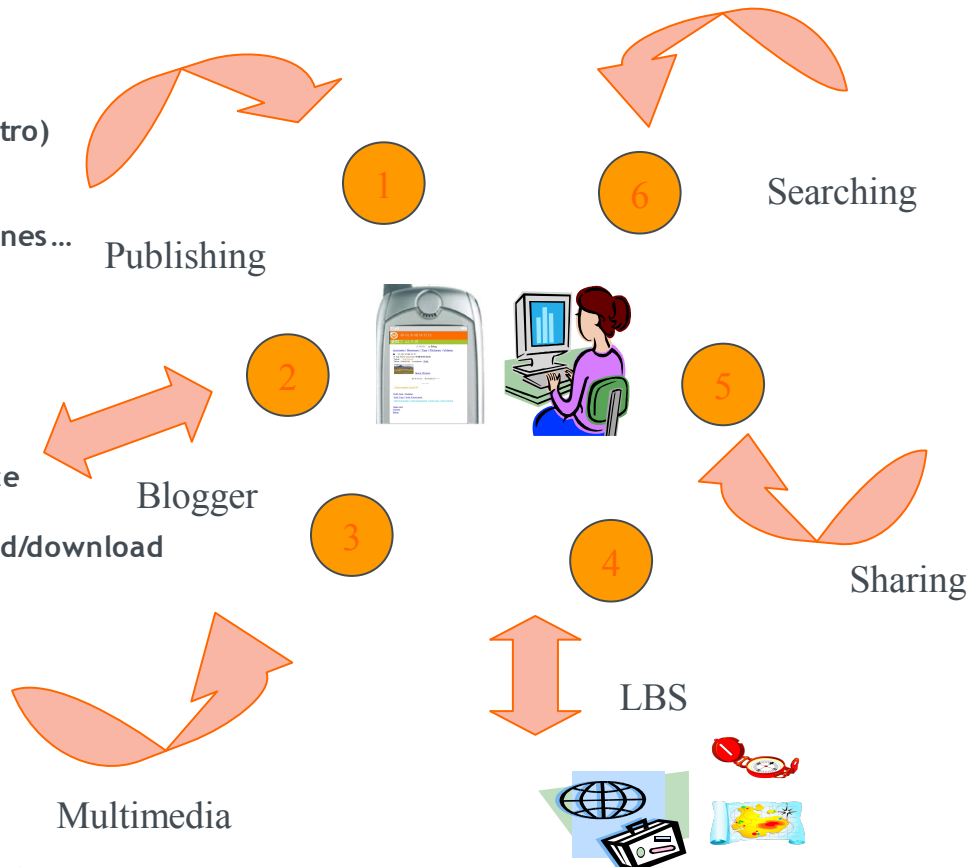 tro)
1
6
Searching
nes…
Publishing
2
5
e
Blogger
3
d/download
4
Sharing
LBS
Multimedia